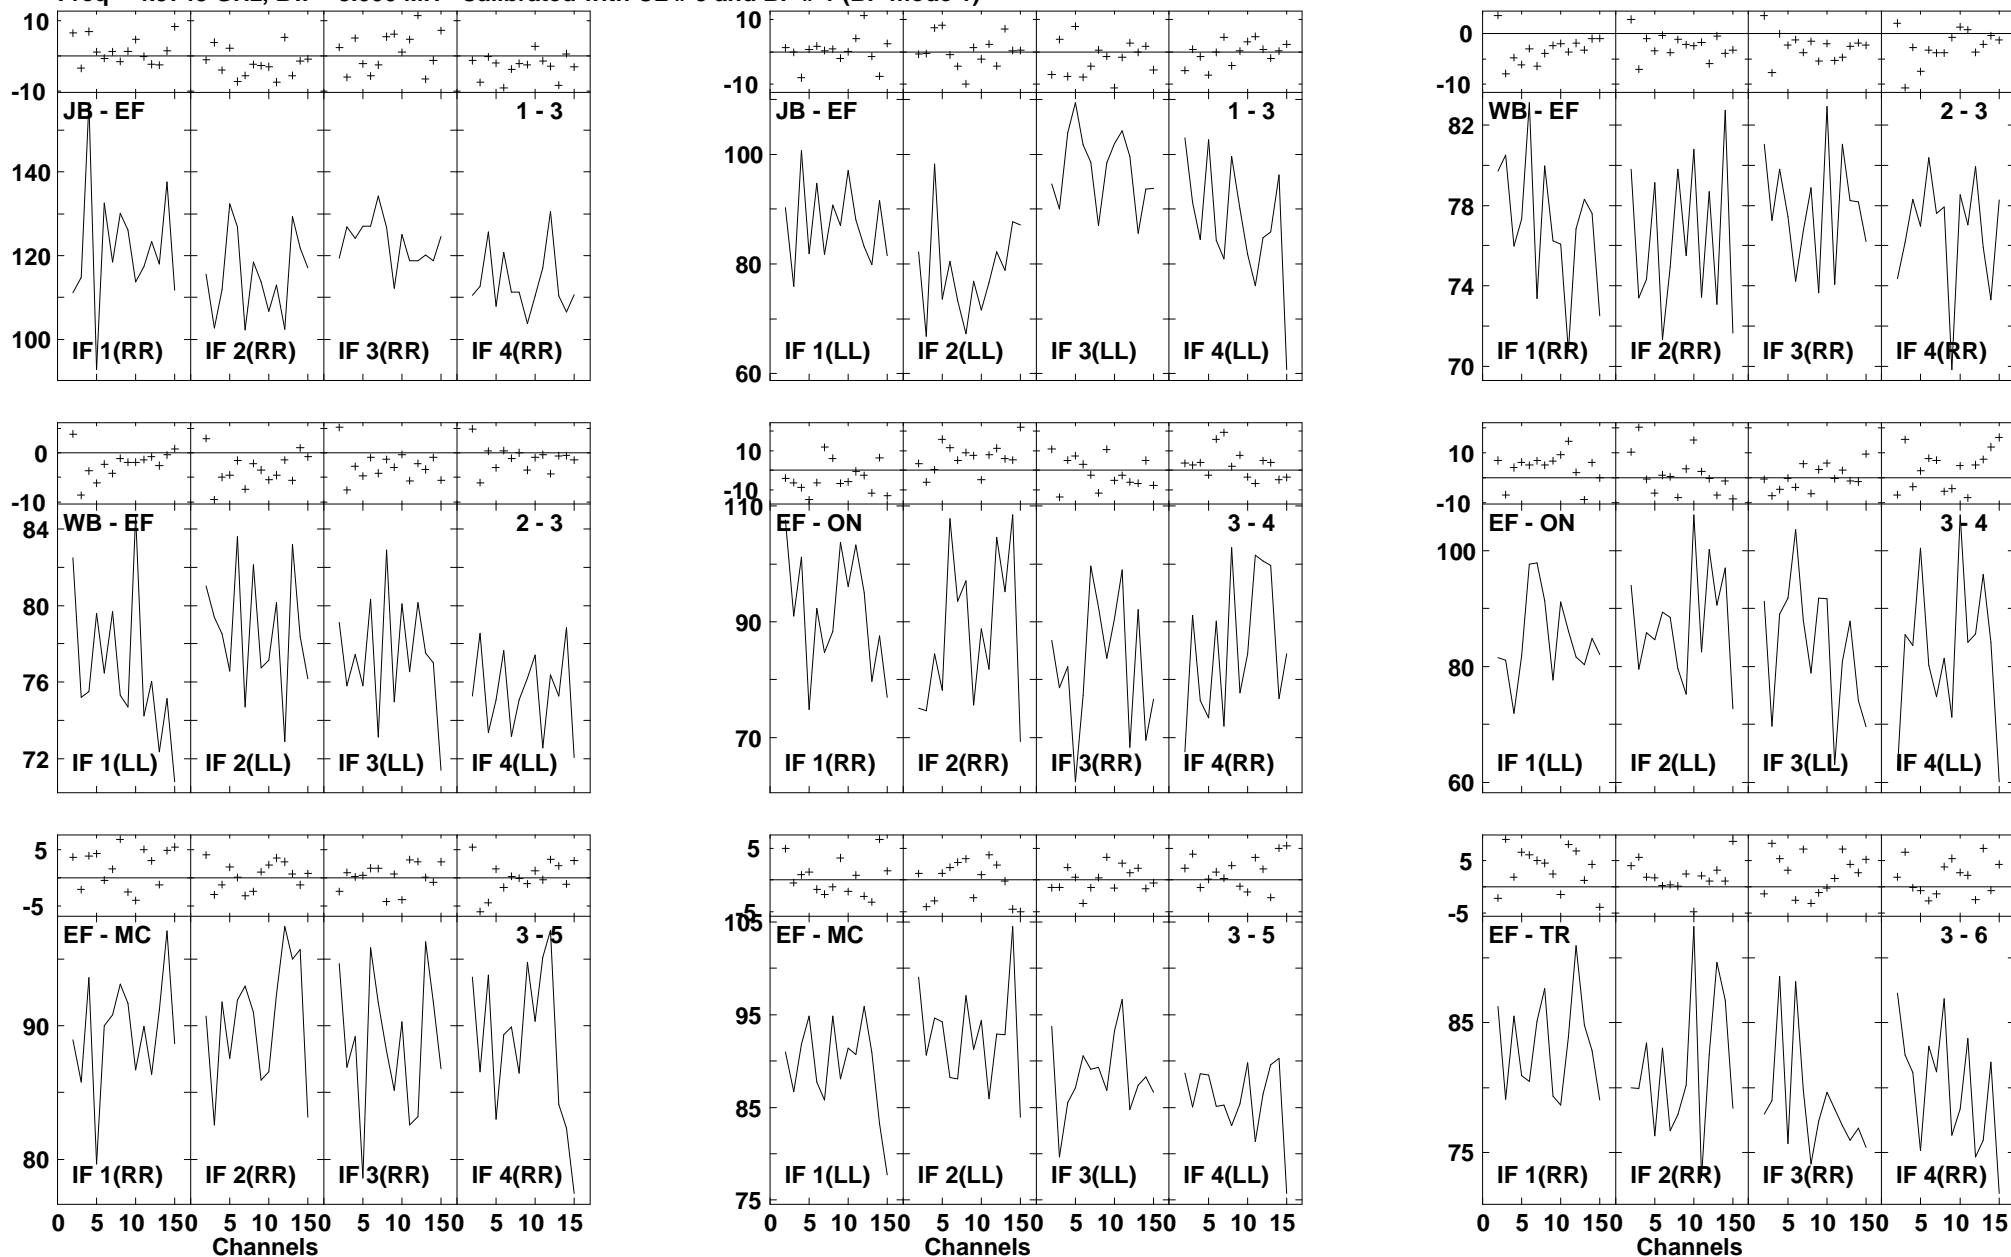 10
-10
JB - EF
1 - 3
140
120
100
IF 1(RR)
IF 2(RR)
IF 3(RR)
IF 4(RR)
10
-10
JB - EF
1 - 3
100
80
60
IF 1(LL)
IF 2(LL)
IF 3(LL)
IF 4(LL)
0
-10
WB - EF
2 - 3
82
78
74
70
IF 1(RR)
IF 2(RR)
IF 3(RR)
IF 4(RR)
0
-10
WB - EF
2 - 3
84
80
76
72
IF 1(LL)
IF 2(LL)
IF 3(LL)
IF 4(LL)
10
-10
EF - ON
3 - 4
110
90
70
IF 1(RR)
IF 2(RR)
IF 3(RR)
IF 4(RR)
10
-10
EF - ON
3 - 4
100
80
60
IF 1(LL)
IF 2(LL)
IF 3(LL)
IF 4(LL)
5
-5
EF - MC
3 - 5
90
80
IF 1(RR)
IF 2(RR)
IF 3(RR)
IF 4(RR)
0 5 10 150 5 10 150 5 10 150 5 10 15
Channels
5
-5
EF - MC
3 - 5
105
95
85
75
IF 1(LL)
IF 2(LL)
IF 3(LL)
IF 4(LL)
0 5 10 150 5 10 150 5 10 150 5 10 15
Channels
5
-5
EF - TR
3 - 6
85
75
IF 1(RR)
IF 2(RR)
IF 3(RR)
IF 4(RR)
0 5 10 150 5 10 150 5 10 150 5 10 15
Channels